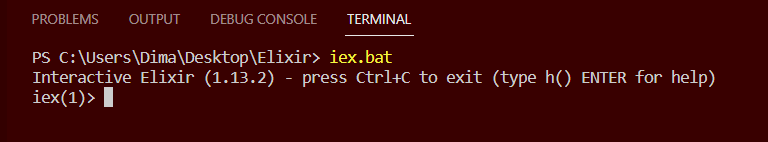 PROBLEMS OUTPUT DEBUG CONSOLE TERMINAL
PS C:\Users\Dima\Desktop\Elixir> iex.bat
Interactive Elixir (1.13.2) - press Ctrl+C to exit (type h() ENTER for help)
iex(1)>